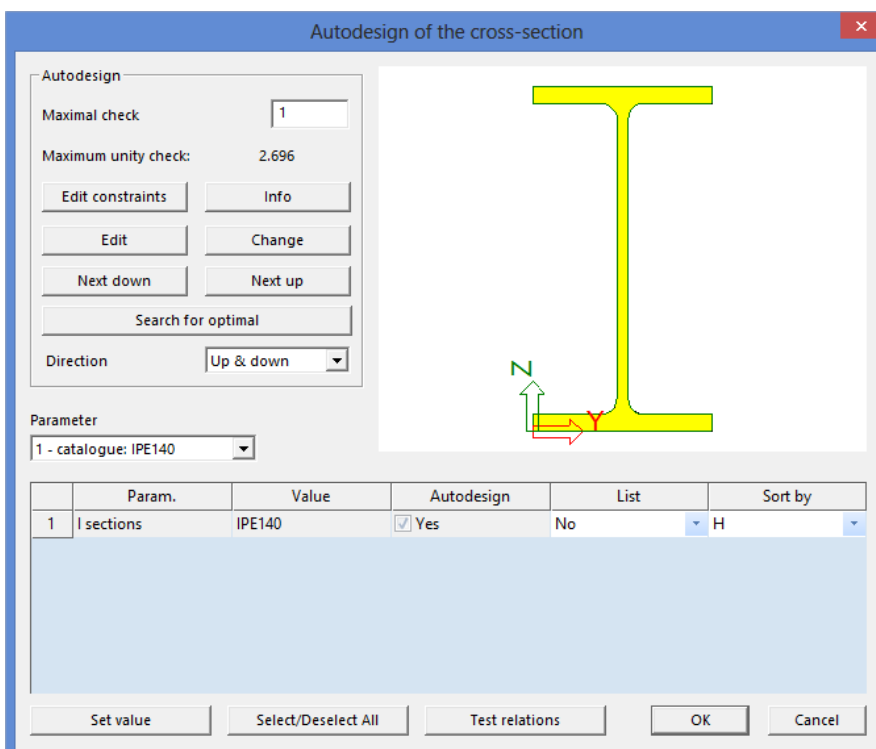 Autodesign of the cross-section
Autodesign
Maximal check 1
Maximum unity check: 2.696
Edit constraints Info
Edit Change
Next down Next up
Search for optimal
Direction Up & down
Z
Y
Parameter
1 - catalogue: IPE140
Param. Value Autodesign List Sort by
1 I sections IPE140 Yes No H
Set value Select/Deselect All Test relations OK Cancel